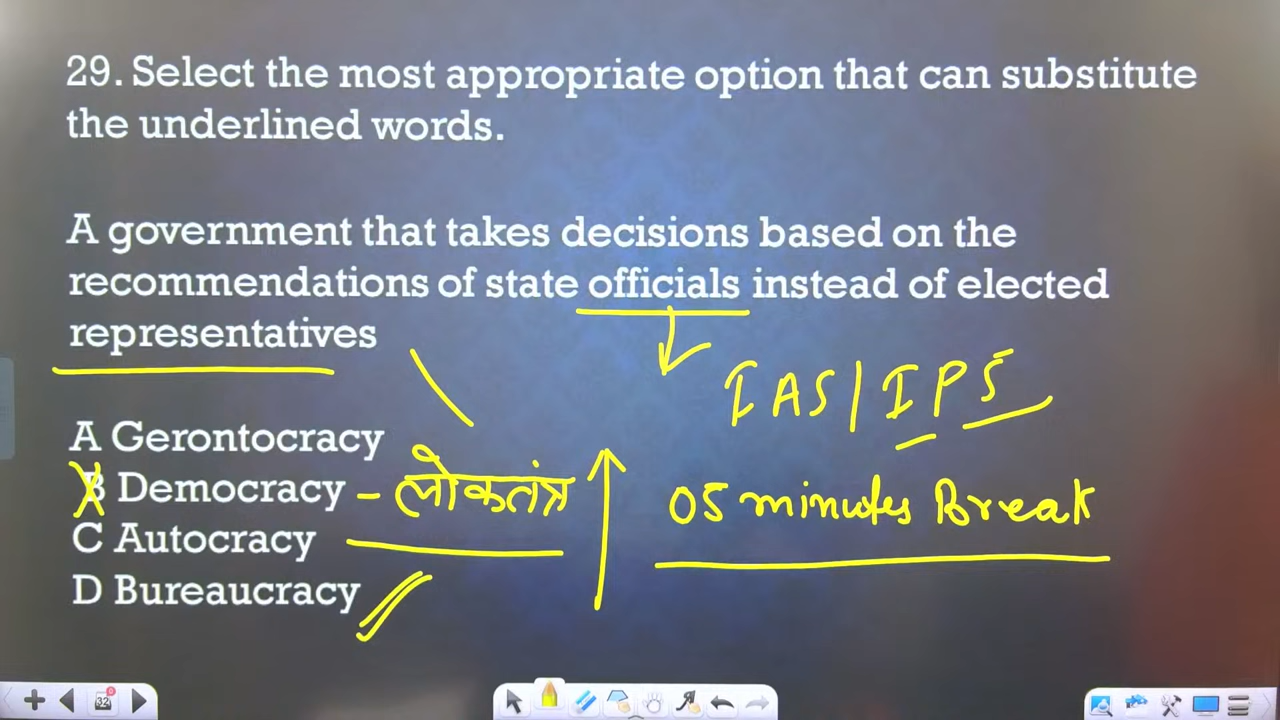 29. Select the most appropriate option that can substitute
the underlined words.
A government that takes decisions based on the
recommendations of state officials instead of elected
representatives
IAS/IPS
A Gerontocracy
B Democracy - लोकतंत्र
05 minutes Break
C Autocracy
D Bureaucracy
32